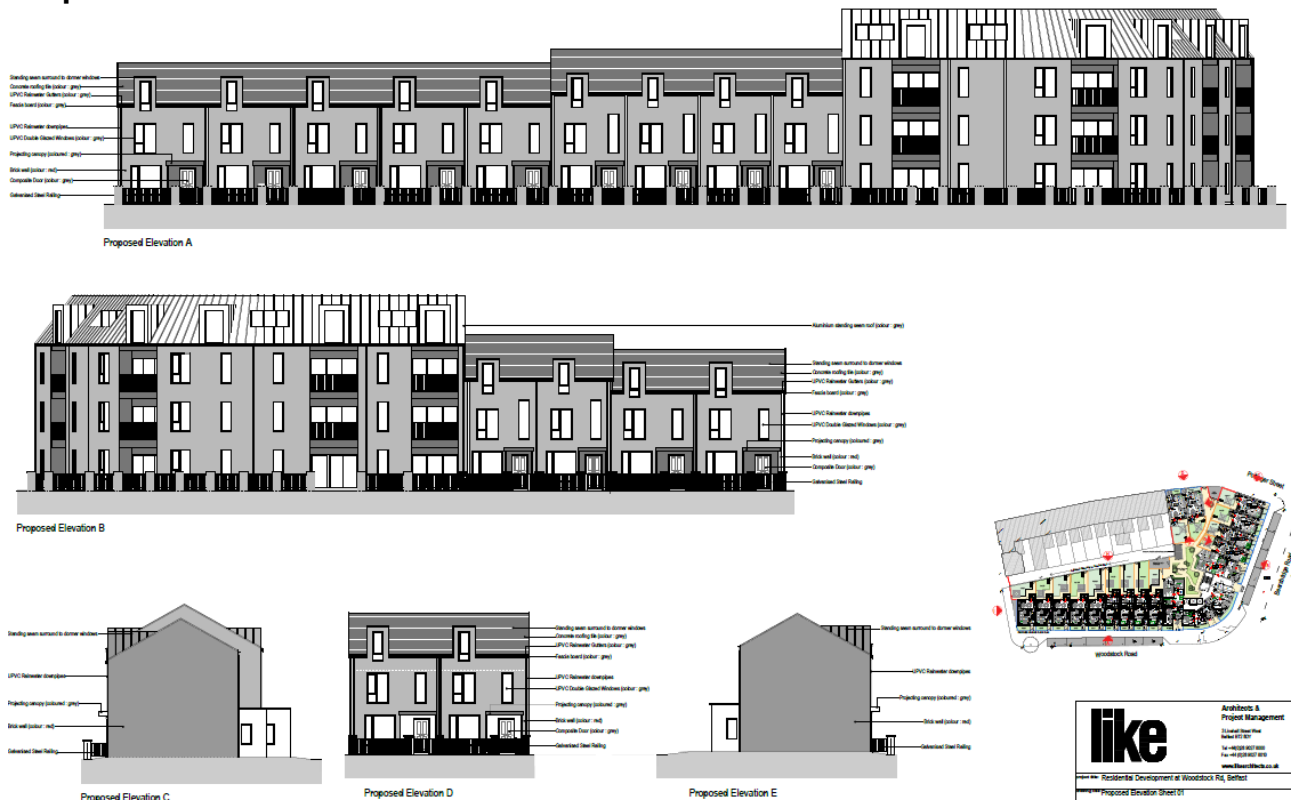 Standing seam surround to dormer windows
Concrete roofing tile (colour : grey)
UPVC Rainwater Gutters (colour : grey)
Fascia board (colour : grey)
UPVC Rainwater downpipes
UPVC Double Glazed Windows (colour : grey)
Projecting canopy (coloured : grey)
Brick wall (colour : red)
Composite Door (colour : grey)
Galvanised Steel Railing
Proposed Elevation A
Aluminium standing seam roof (colour : grey)
Standing seam surround to dormer windows
Concrete roofing tile (colour : grey)
UPVC Rainwater Gutters (colour : grey)
Fascia board (colour : grey)
UPVC Rainwater downpipes
UPVC Double Glazed Windows (colour : grey)
Projecting canopy (coloured : grey)
Brick wall (colour : red)
Composite Door (colour : grey)
Galvanised Steel Railing
Proposed Elevation B
Standing seam surround to dormer windows
UPVC Rainwater downpipes
Projecting canopy (coloured : grey)
Brick wall (colour : red)
Galvanised Steel Railing
Proposed Elevation C
Standing seam surround to dormer windows
Concrete roofing tile (colour : grey)
UPVC Rainwater Gutters (colour : grey)
Fascia board (colour : grey)
UPVC Rainwater downpipes
UPVC Double Glazed Windows (colour : grey)
Projecting canopy (coloured : grey)
Brick wall (colour : red)
Composite Door (colour : grey)
Galvanised Steel Railing
Proposed Elevation D
Standing seam surround to dormer windows
UPVC Rainwater downpipes
Projecting canopy (coloured : grey)
Brick wall (colour : red)
Galvanised Steel Railing
Proposed Elevation E
Street
Road
Woodstock Road
like
Architects &
Project Management
www.likearchitects.co.uk
Residential Development at Woodstock Rd, Belfast
Proposed Elevation Sheet 01